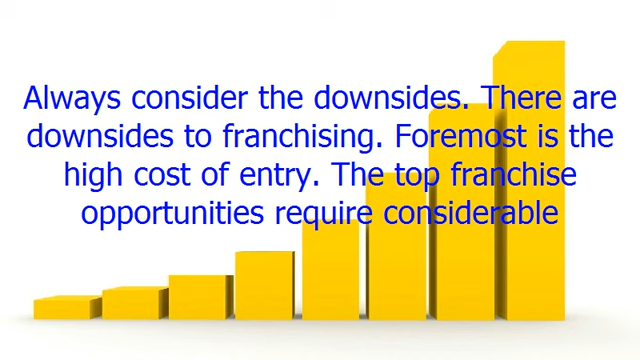 Always consider the downsides. There are
downsides to franchising. Foremost is the
high cost of entry. The top franchise
opportunities require considerable